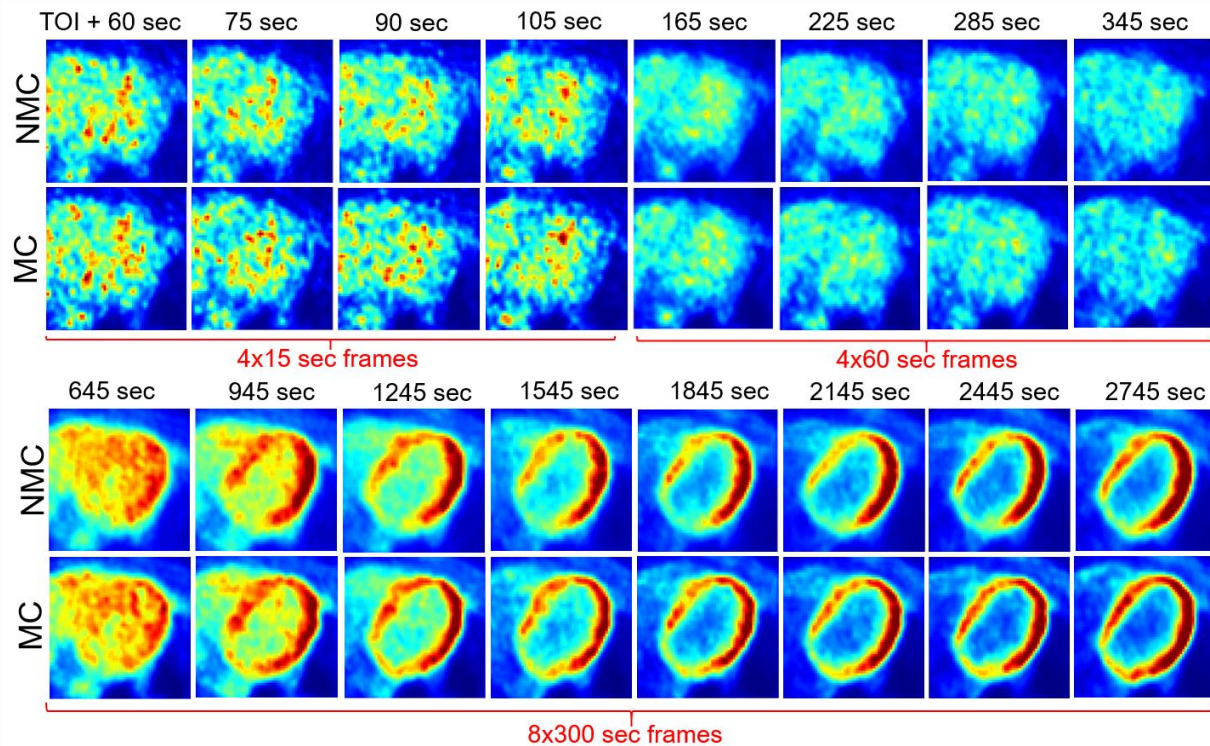 TOI + 60 sec 75 sec 90 sec 105 sec 165 sec 225 sec 285 sec 345 sec
NMC
MC
4x15 sec frames 4x60 sec frames
645 sec 945 sec 1245 sec 1545 sec 1845 sec 2145 sec 2445 sec 2745 sec
NMC
MC
8x300 sec frames